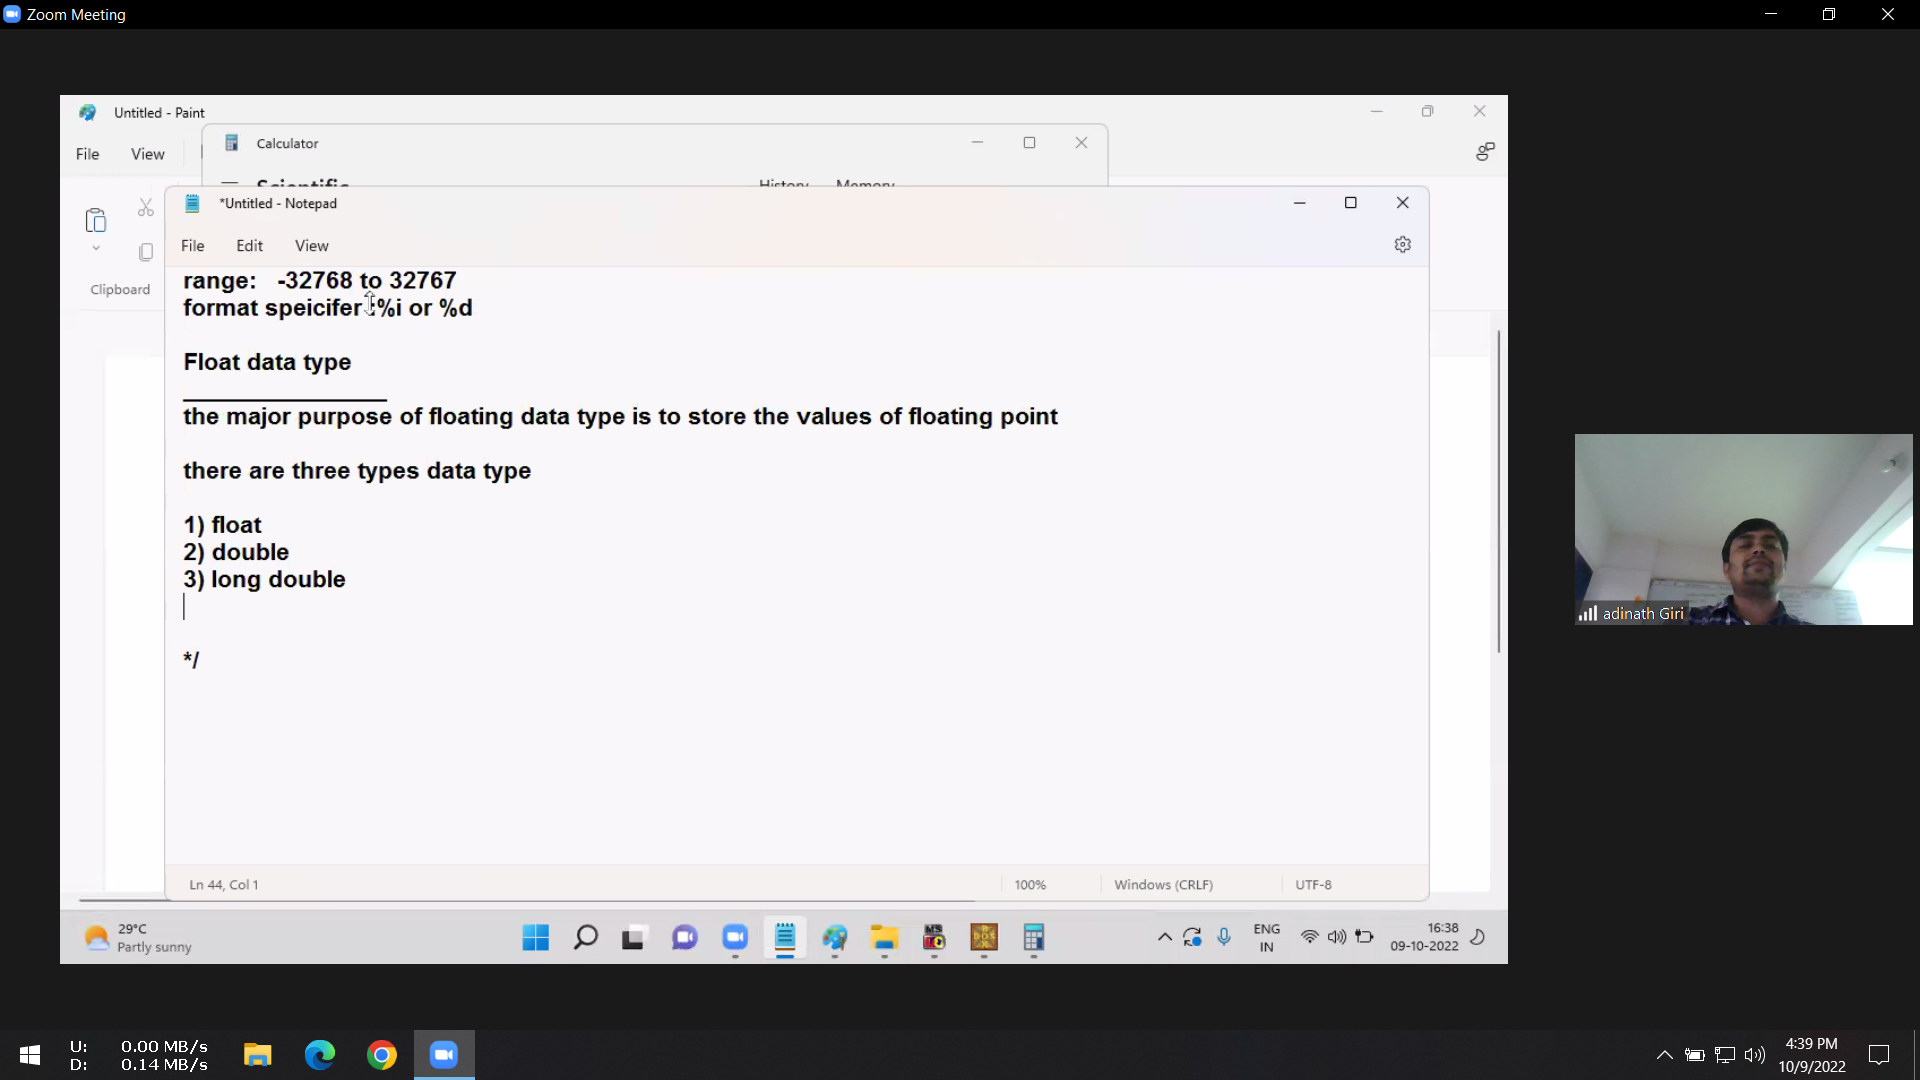 Zoom Meeting
Untitled - Paint
File View
Clipboard
Calculator
Scientific
History Memory
*Untitled - Notepad
File Edit View
range:   -32768 to 32767
format speicifer :%i or %d
Float data type
_______________
the major purpose of floating data type is to store the values of floating point
there are three types data type
1) float
2) double
3) long double
*/
Ln 44, Col 1
100%
Windows (CRLF)
UTF-8
adinath Giri
29°C
Partly sunny
ENG
IN
16:38
09-10-2022
U: 0.00 MB/s
D: 0.14 MB/s
4:39 PM
10/9/2022